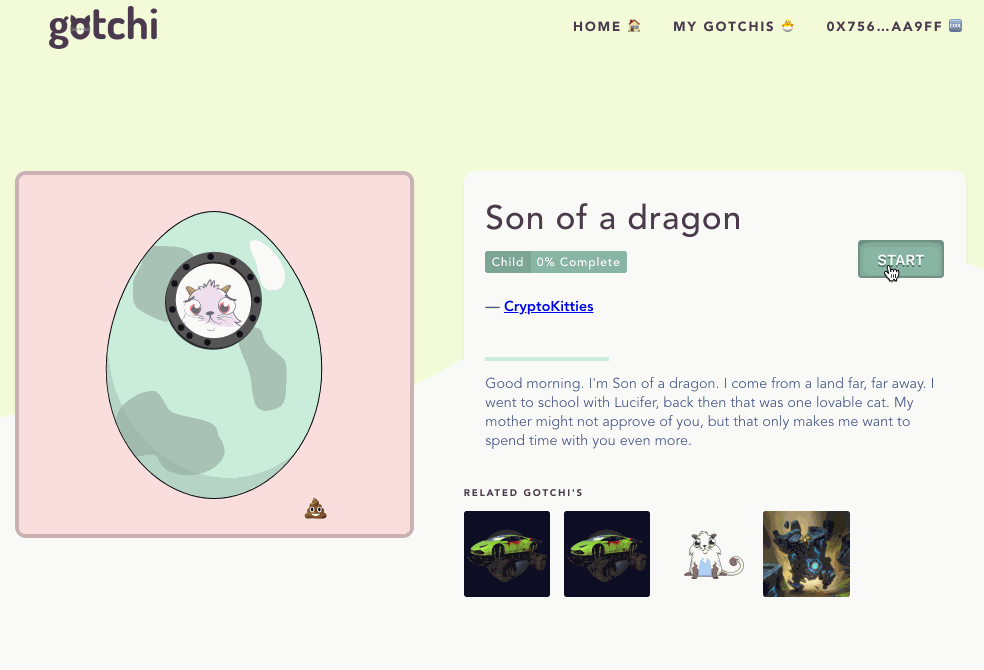 gotchi
HOME 🏠 MY GOTCHIS 🐣 0X756...AA9FF 🆒
Son of a dragon
Child 0% Complete
START
— CryptoKitties
Good morning. I'm Son of a dragon. I come from a land far, far away. I
went to school with Lucifer, back then that was one lovable cat. My
mother might not approve of you, but that only makes me want to
spend time with you even more.
RELATED GOTCHI'S